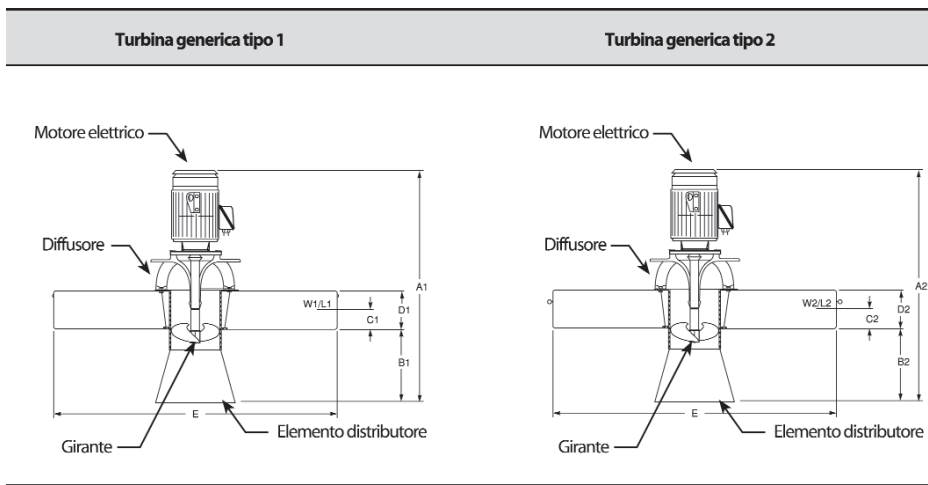 Turbina generica tipo 1
Turbina generica tipo 2
Motore elettrico
Diffusore
A1
W1/L1
D1
C1
B1
E
Girante
Elemento distributore
Motore elettrico
Diffusore
A2
W2/L2
D2
C2
B2
E
Girante
Elemento distributore